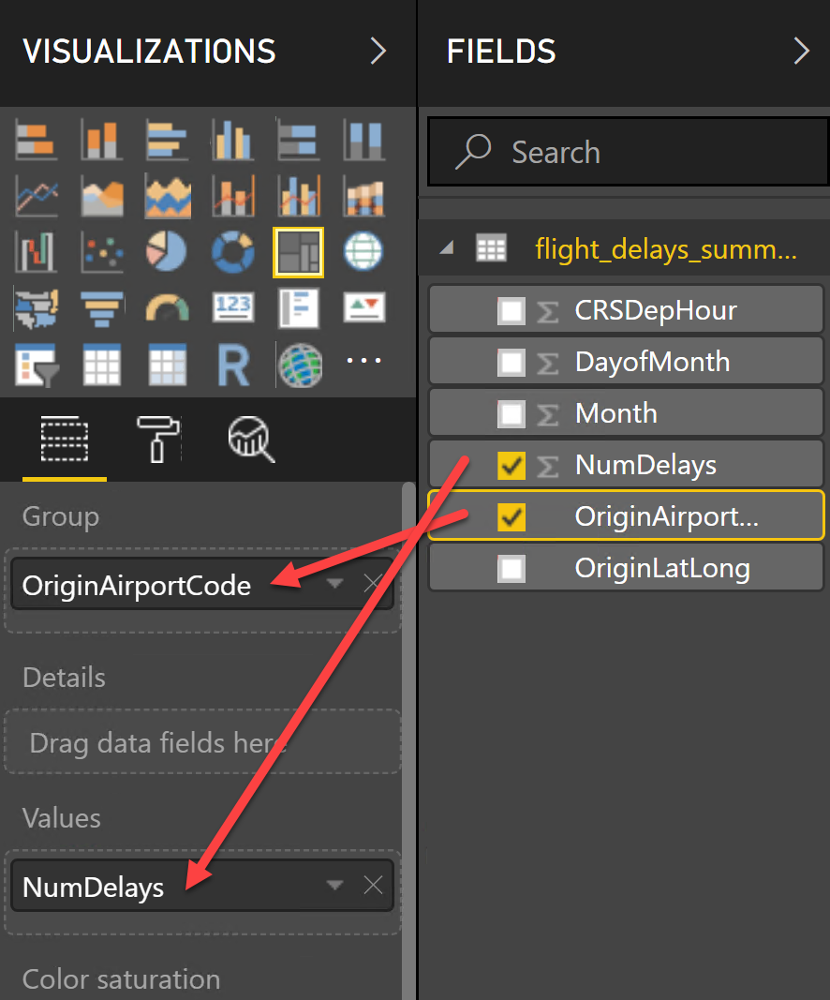 VISUALIZATIONS
FIELDS
Search
flight_delays_summ...
CRSDepHour
DayofMonth
Month
NumDelays
OriginAirport...
OriginLatLong
123
R
...
Group
OriginAirportCode
Details
Drag data fields here
Values
NumDelays
Color saturation